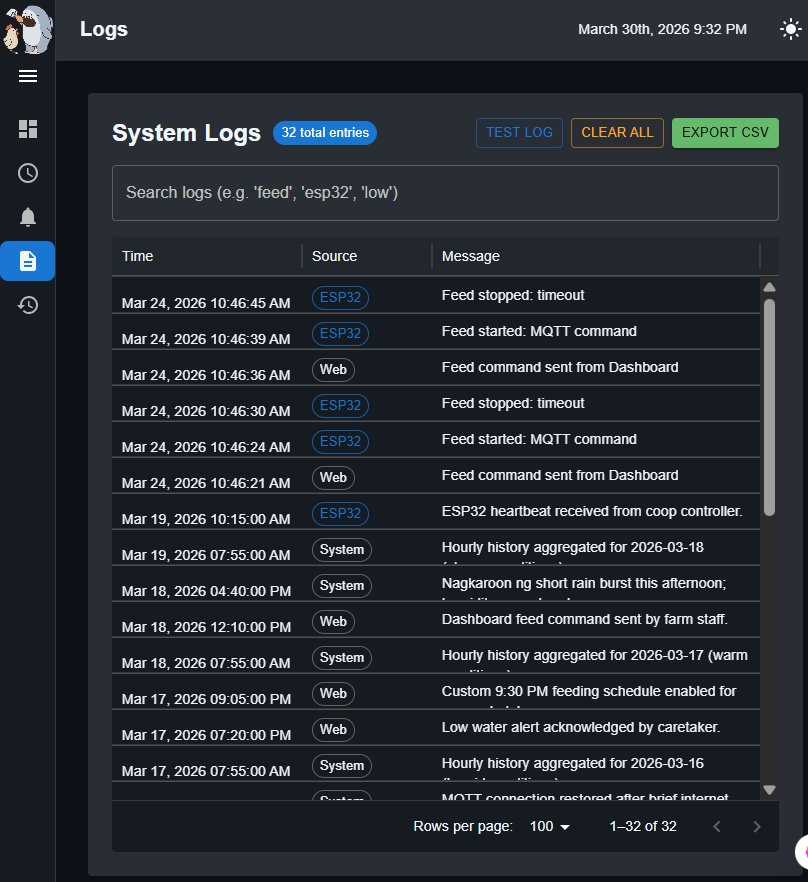 Logs
March 30th, 2026 9:32 PM
System Logs
32 total entries
TEST LOG
CLEAR ALL
EXPORT CSV
Search logs (e.g. 'feed', 'esp32', 'low')
Time Source Message
Mar 24, 2026 10:46:45 AM ESP32 Feed stopped: timeout
Mar 24, 2026 10:46:39 AM ESP32 Feed started: MQTT command
Mar 24, 2026 10:46:36 AM Web Feed command sent from Dashboard
Mar 24, 2026 10:46:30 AM ESP32 Feed stopped: timeout
Mar 24, 2026 10:46:24 AM ESP32 Feed started: MQTT command
Mar 24, 2026 10:46:21 AM Web Feed command sent from Dashboard
Mar 19, 2026 10:15:00 AM ESP32 ESP32 heartbeat received from coop controller.
Mar 19, 2026 07:55:00 AM System Hourly history aggregated for 2026-03-18
Mar 18, 2026 04:40:00 PM System Nagkaroon ng short rain burst this afternoon;
Mar 18, 2026 12:10:00 PM Web Dashboard feed command sent by farm staff.
Mar 18, 2026 07:55:00 AM System Hourly history aggregated for 2026-03-17 (warm
Mar 17, 2026 09:05:00 PM Web Custom 9:30 PM feeding schedule enabled for
Mar 17, 2026 07:20:00 PM Web Low water alert acknowledged by caretaker.
Mar 17, 2026 07:55:00 AM System Hourly history aggregated for 2026-03-16
System MQTT connection restored after brief internet
Rows per page: 100 1–32 of 32